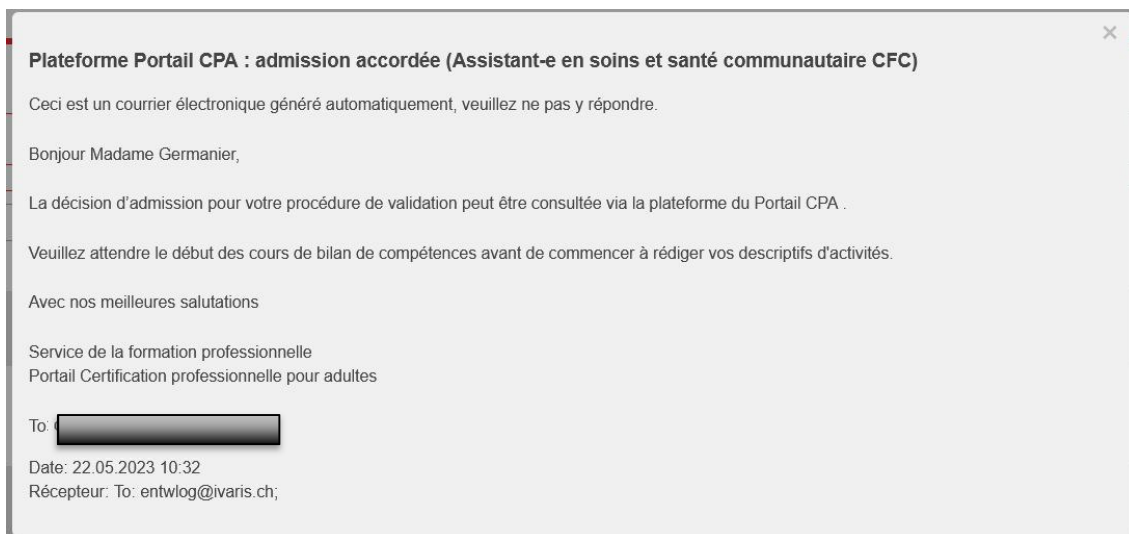 Plateforme Portail CPA : admission accordée (Assistant-e en soins et santé communautaire CFC)
Ceci est un courrier électronique généré automatiquement, veuillez ne pas y répondre.
Bonjour Madame Germanier,
La décision d'admission pour votre procédure de validation peut être consultée via la plateforme du Portail CPA .
Veuillez attendre le début des cours de bilan de compétences avant de commencer à rédiger vos descriptifs d'activités.
Avec nos meilleures salutations
Service de la formation professionnelle
Portail Certification professionnelle pour adultes
To:
Date: 22.05.2023 10:32
Récepteur: To: entwlog@ivaris.ch;